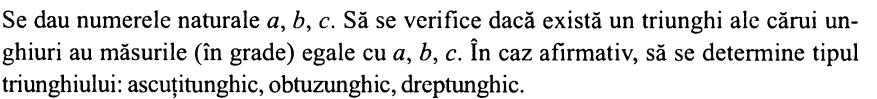 Se dau numerele naturale a, b, c. Să se verifice dacă există un triunghi ale cărui un-
ghiuri au măsurile (în grade) egale cu a, b, c. În caz afirmativ, să se determine tipul
triunghiului: ascuțitunghic, obtuzunghic, dreptunghic.